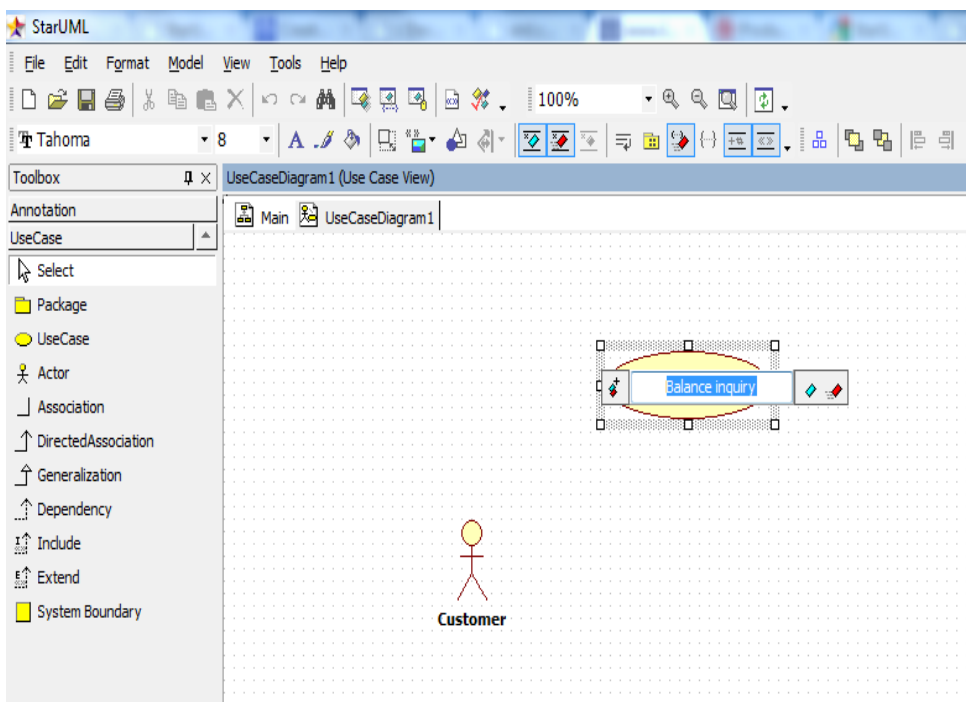 StarUML
File Edit Format Model View Tools Help
100%
Tahoma 8
Toolbox
UseCaseDiagram1 (Use Case View)
Annotation
Main UseCaseDiagram1
UseCase
Select
Package
UseCase
Actor
Association
DirectedAssociation
Generalization
Dependency
Include
Extend
System Boundary
Balance inquiry
Customer